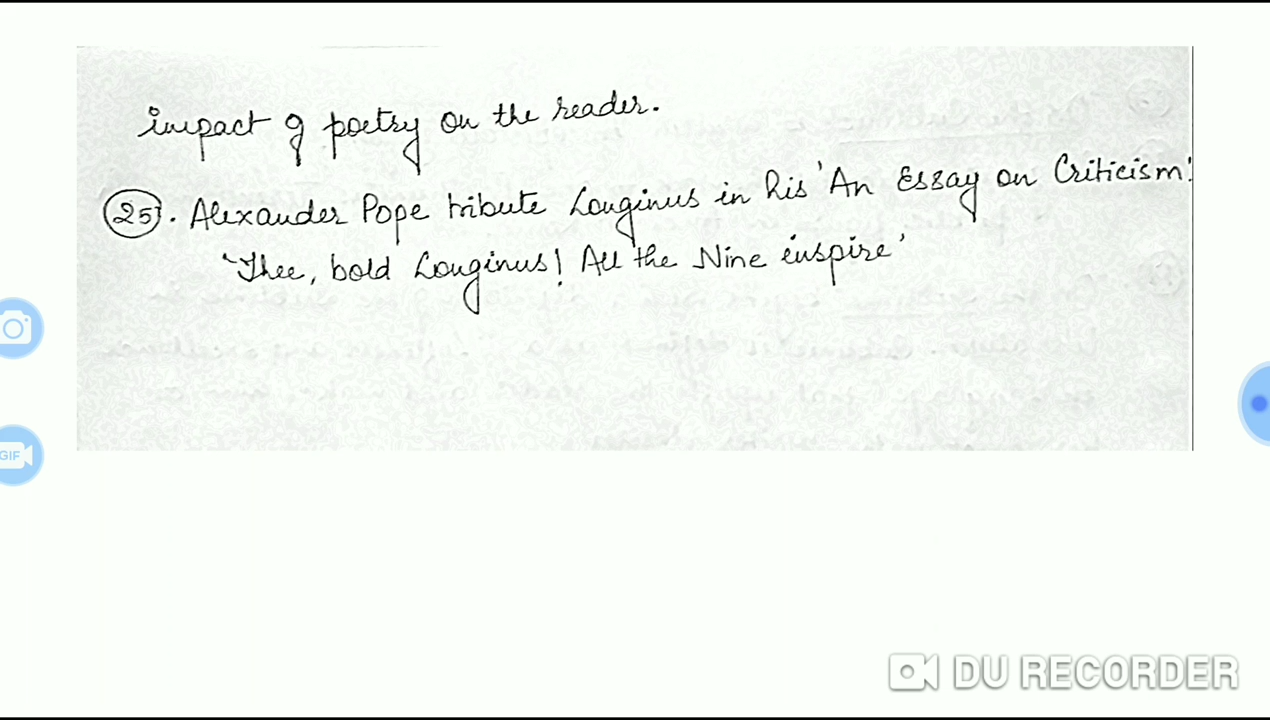 impact of poetry on the reader.
25. Alexander Pope tribute Longinus in his 'An Essay on Criticism.'
'Thee, bold Longinus! All the Nine inspire'
GIF
DU RECORDER